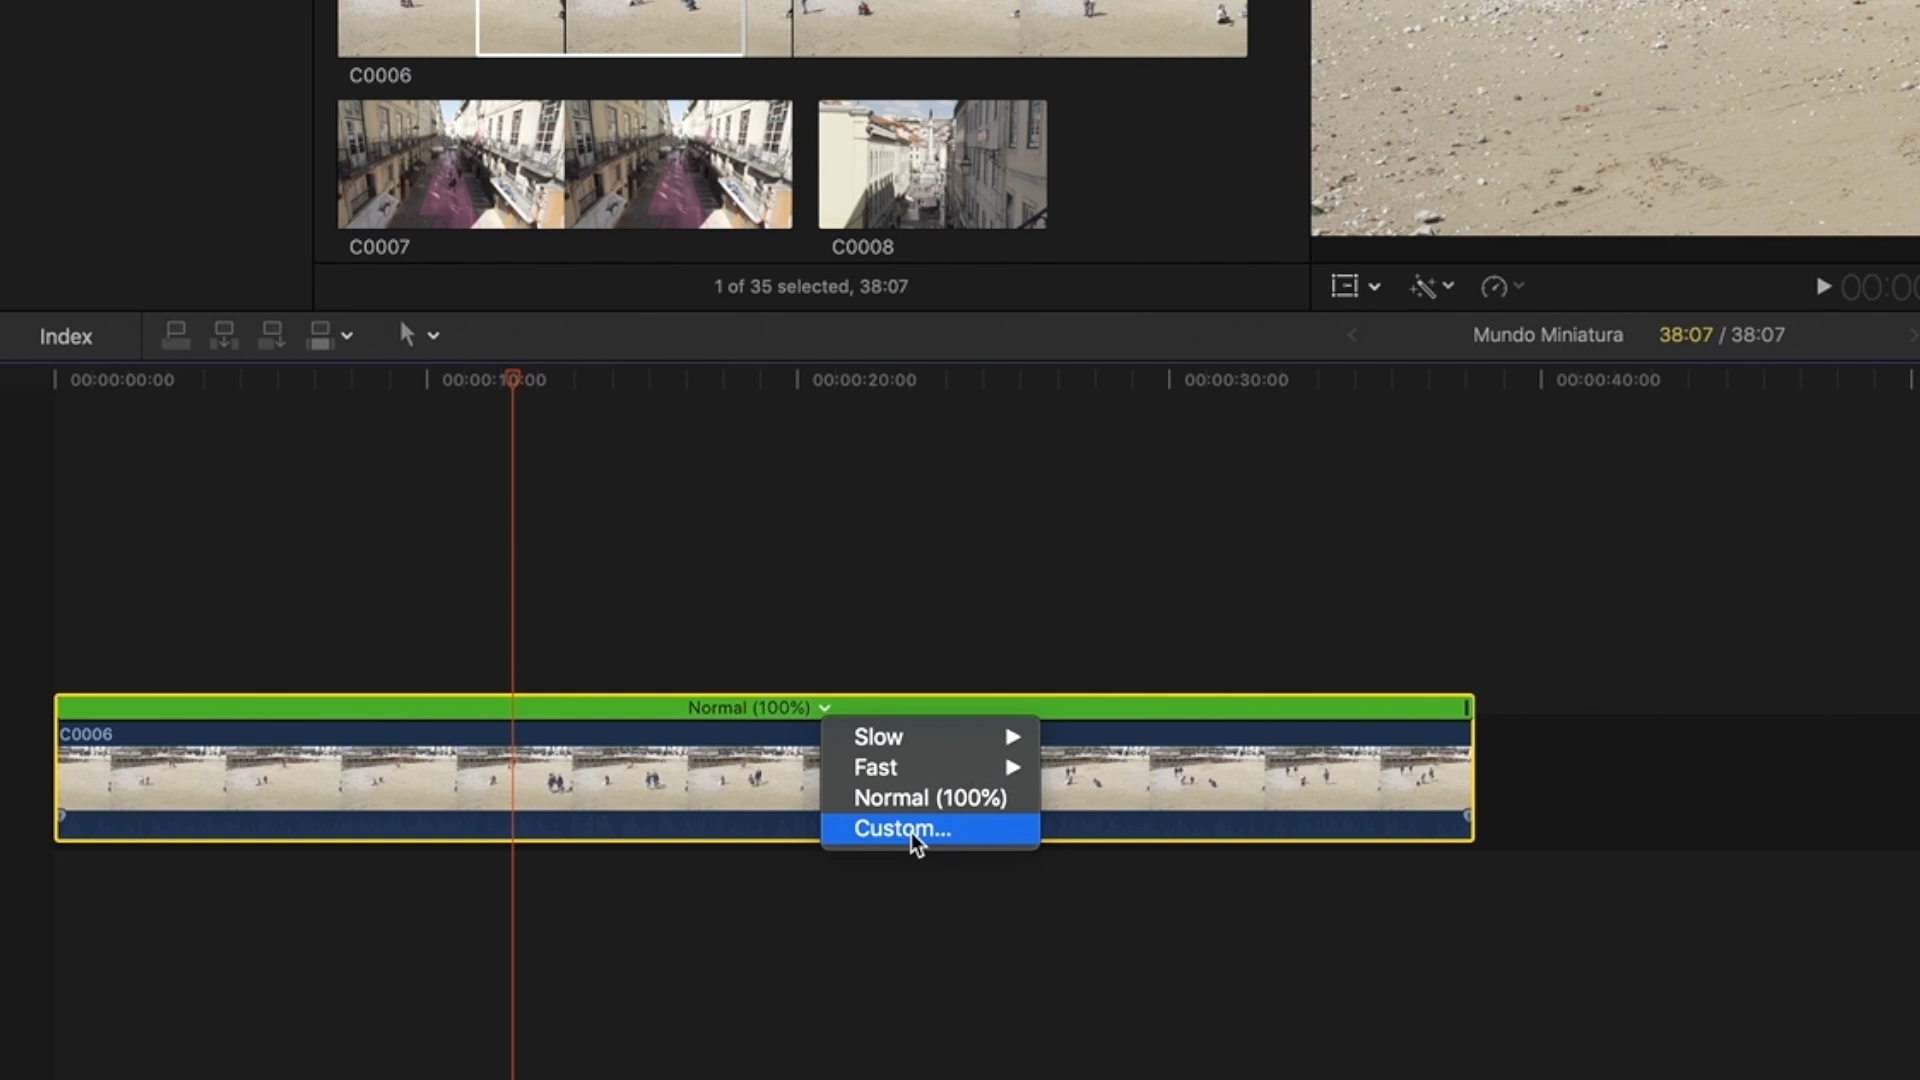 C0006
C0007
C0008
1 of 35 selected, 38:07
Index
Mundo Miniatura
38:07 / 38:07
00:00:00:00
00:00:10:00
00:00:20:00
00:00:30:00
00:00:40:00
Normal (100%)
C0006
Slow
Fast
Normal (100%)
Custom...